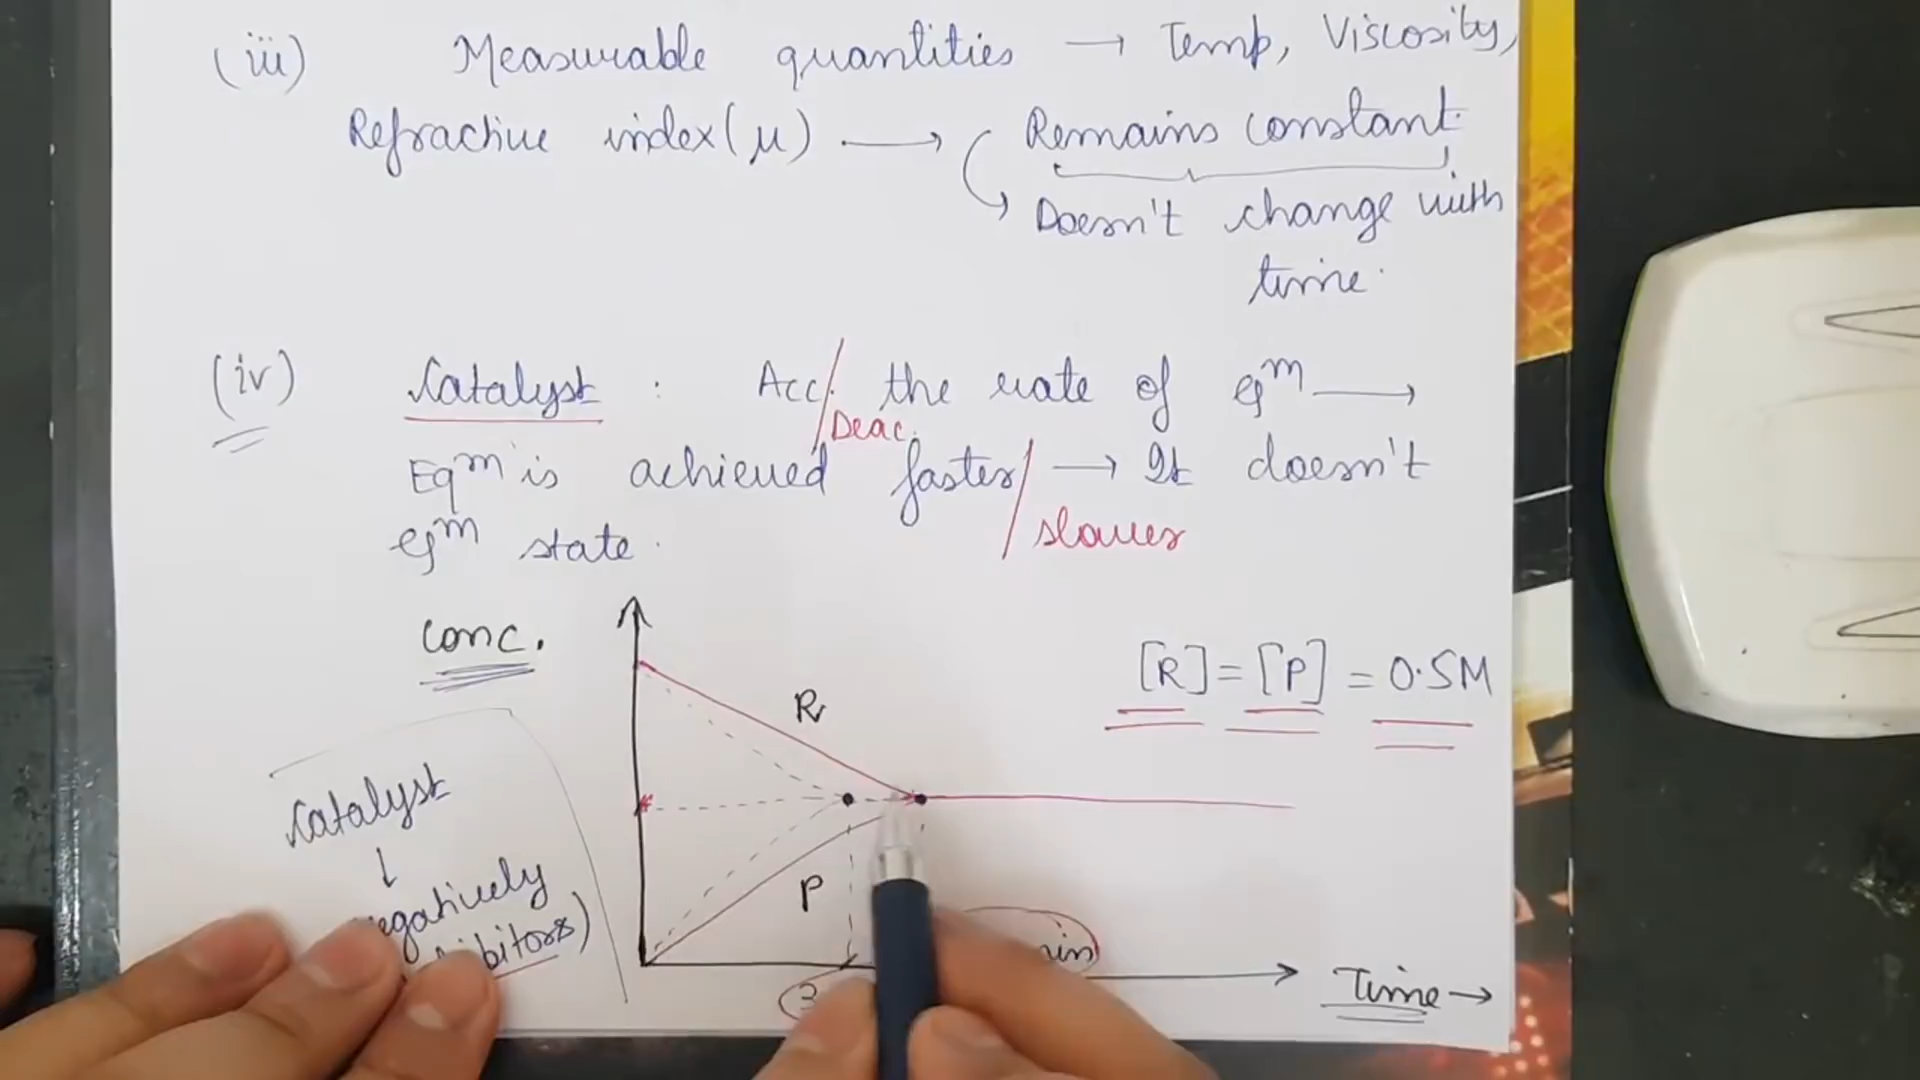 (iii) Measurable quantities → Temp, Viscosity,
Refractive index (μ) → Remains constant.
Doesn't change with
time.
(iv) Catalyst : Acc./Deac. the rate of eqm →
Eqm is achieved faster/slower → It doesn't
eqm state.
conc.
R
[R] = [P] = 0.5M
Catalyst
↓
P
Time →